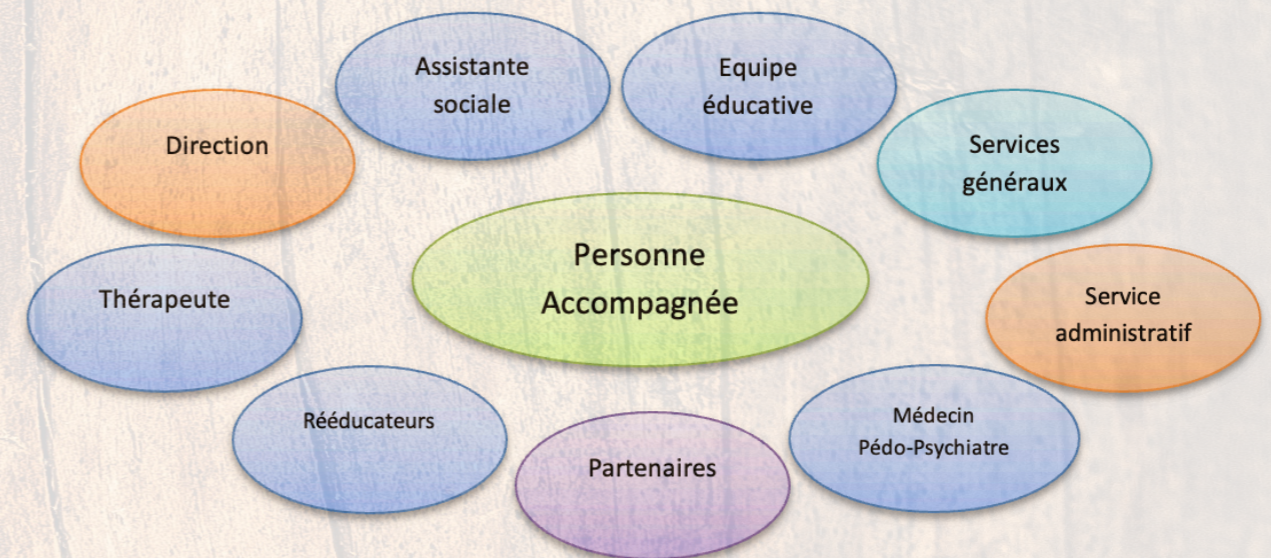 Assistante
sociale
Equipe
éducative
Direction
Services
généraux
Personne
Accompagnée
Thérapeute
Service
administratif
Rééducateurs
Médecin
Pédo-Psychiatre
Partenaires